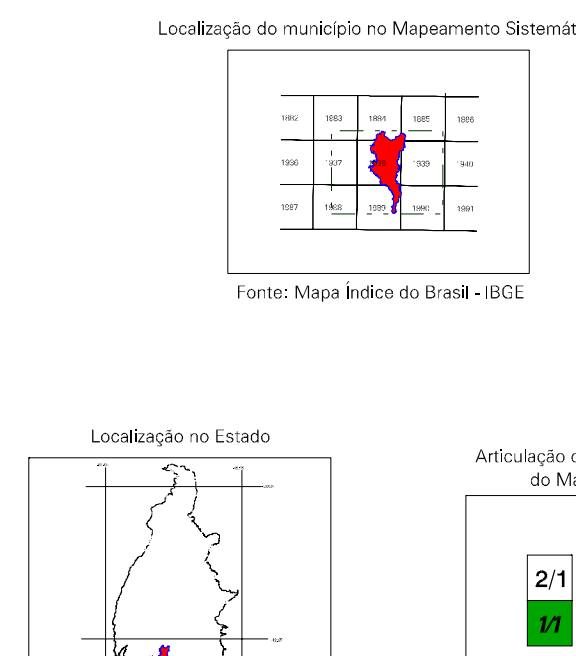 Localização do município no Mapeamento Sistemát
1882 1883 1884 1885 1886
1936 1937 1938 1939 1940
1987 1988 1989 1990 1991
Fonte: Mapa Índice do Brasil - IBGE
Localização no Estado
Articulação
do Ma
2/1
1/1